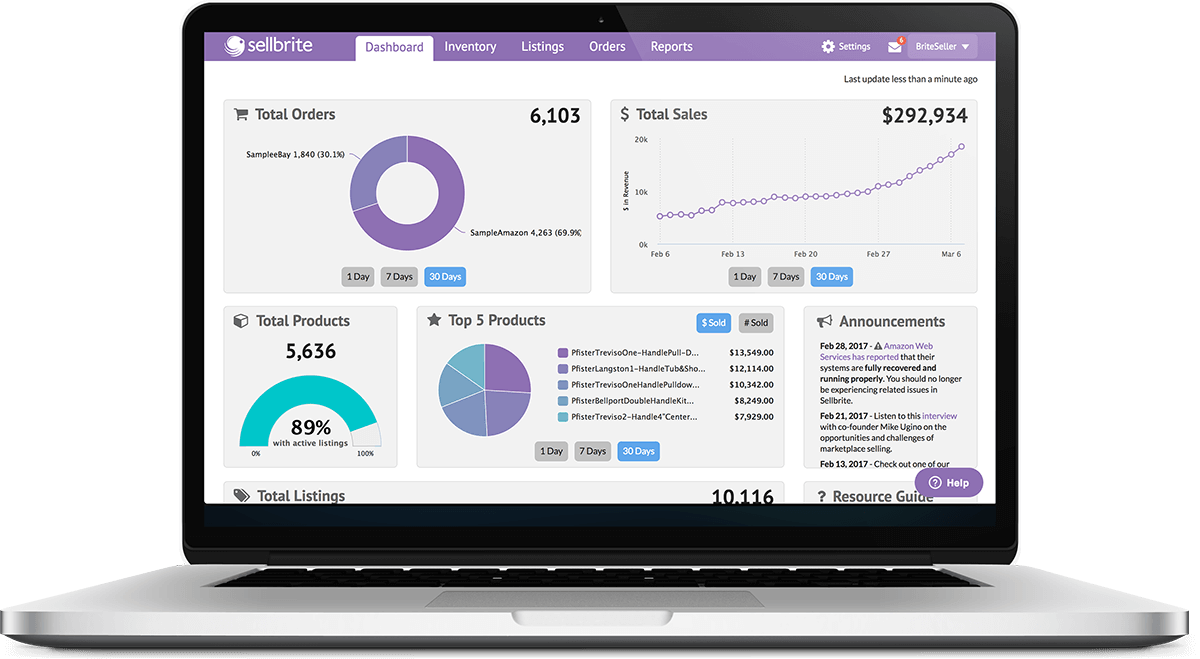 sellbrite
Dashboard
Inventory
Listings
Orders
Reports
Settings
6
BriteSeller
Last update less than a minute ago
Total Orders
6,103
SampleeBay 1,840 (30.1%)
SampleAmazon 4,263 (69.9%)
1 Day
7 Days
30 Days
$ Total Sales
$292,934
$ in Revenue
20k
10k
0k
Feb 6
Feb 13
Feb 20
Feb 27
Mar 6
1 Day
7 Days
30 Days
Total Products
5,636
89%
with active listings
0%
100%
Top 5 Products
$ Sold
# Sold
PfisterTrevisoOne-HandlePull-D... $13,549.00
PfisterLangston1-HandleTub&Sho... $12,114.00
PfisterTrevisoOneHandlePulldow... $10,342.00
PfisterBellportDoubleHandleKit... $8,249.00
PfisterTreviso2-Handle4"Center... $7,929.00
1 Day
7 Days
30 Days
Announcements
Feb 28, 2017 - Amazon Web
Services has reported that their
systems are fully recovered and
running properly. You should no longer
be experiencing related issues in
Sellbrite.
Feb 21, 2017 - Listen to this interview
with co-founder Mike Ugino on the
opportunities and challenges of
marketplace selling.
Feb 13, 2017 - Check out one of our
? Help
Total Listings
10,116
? Resource Guide